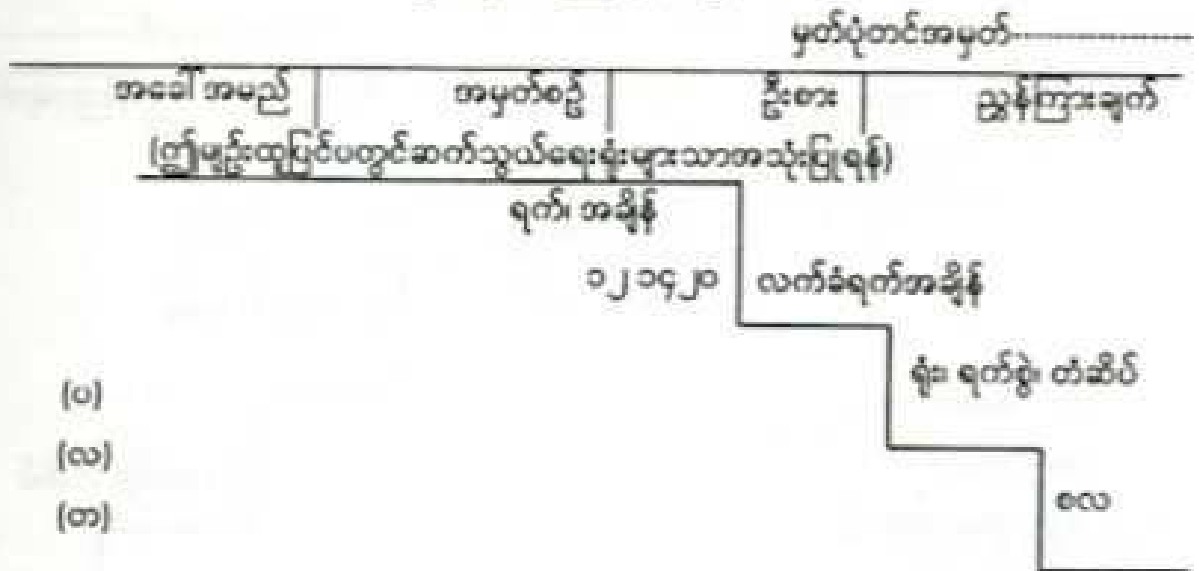 မှတ်ပုံတင်အမှတ်
အခေါ်အမည် အမှတ်စဉ် ဦးစား ညွှန်ကြားချက်
(ဤမျဉ်းထူပြင်ပတွင်ဆက်သွယ်ရေးရုံးများသာအသုံးပြုရန်)
ရက်၊ အချိန်
၁၂၁၄၂၀ လက်ခံရက်အချိန်
ရုံး၊ ရက်စွဲ၊ တံဆိပ်
(ပ)
(လ)
(တ)
စလ